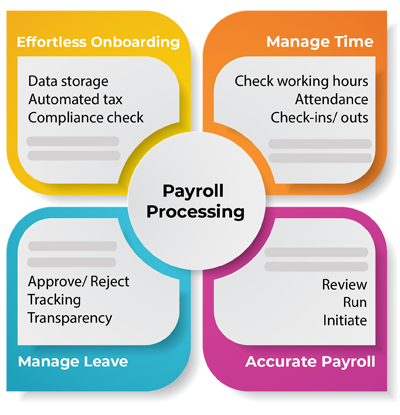 Effortless Onboarding
Data storage
Automated tax
Compliance check
Manage Time
Check working hours
Attendance
Check-ins/ outs
Payroll
Processing
Approve/ Reject
Tracking
Transparency
Manage Leave
Review
Run
Initiate
Accurate Payroll